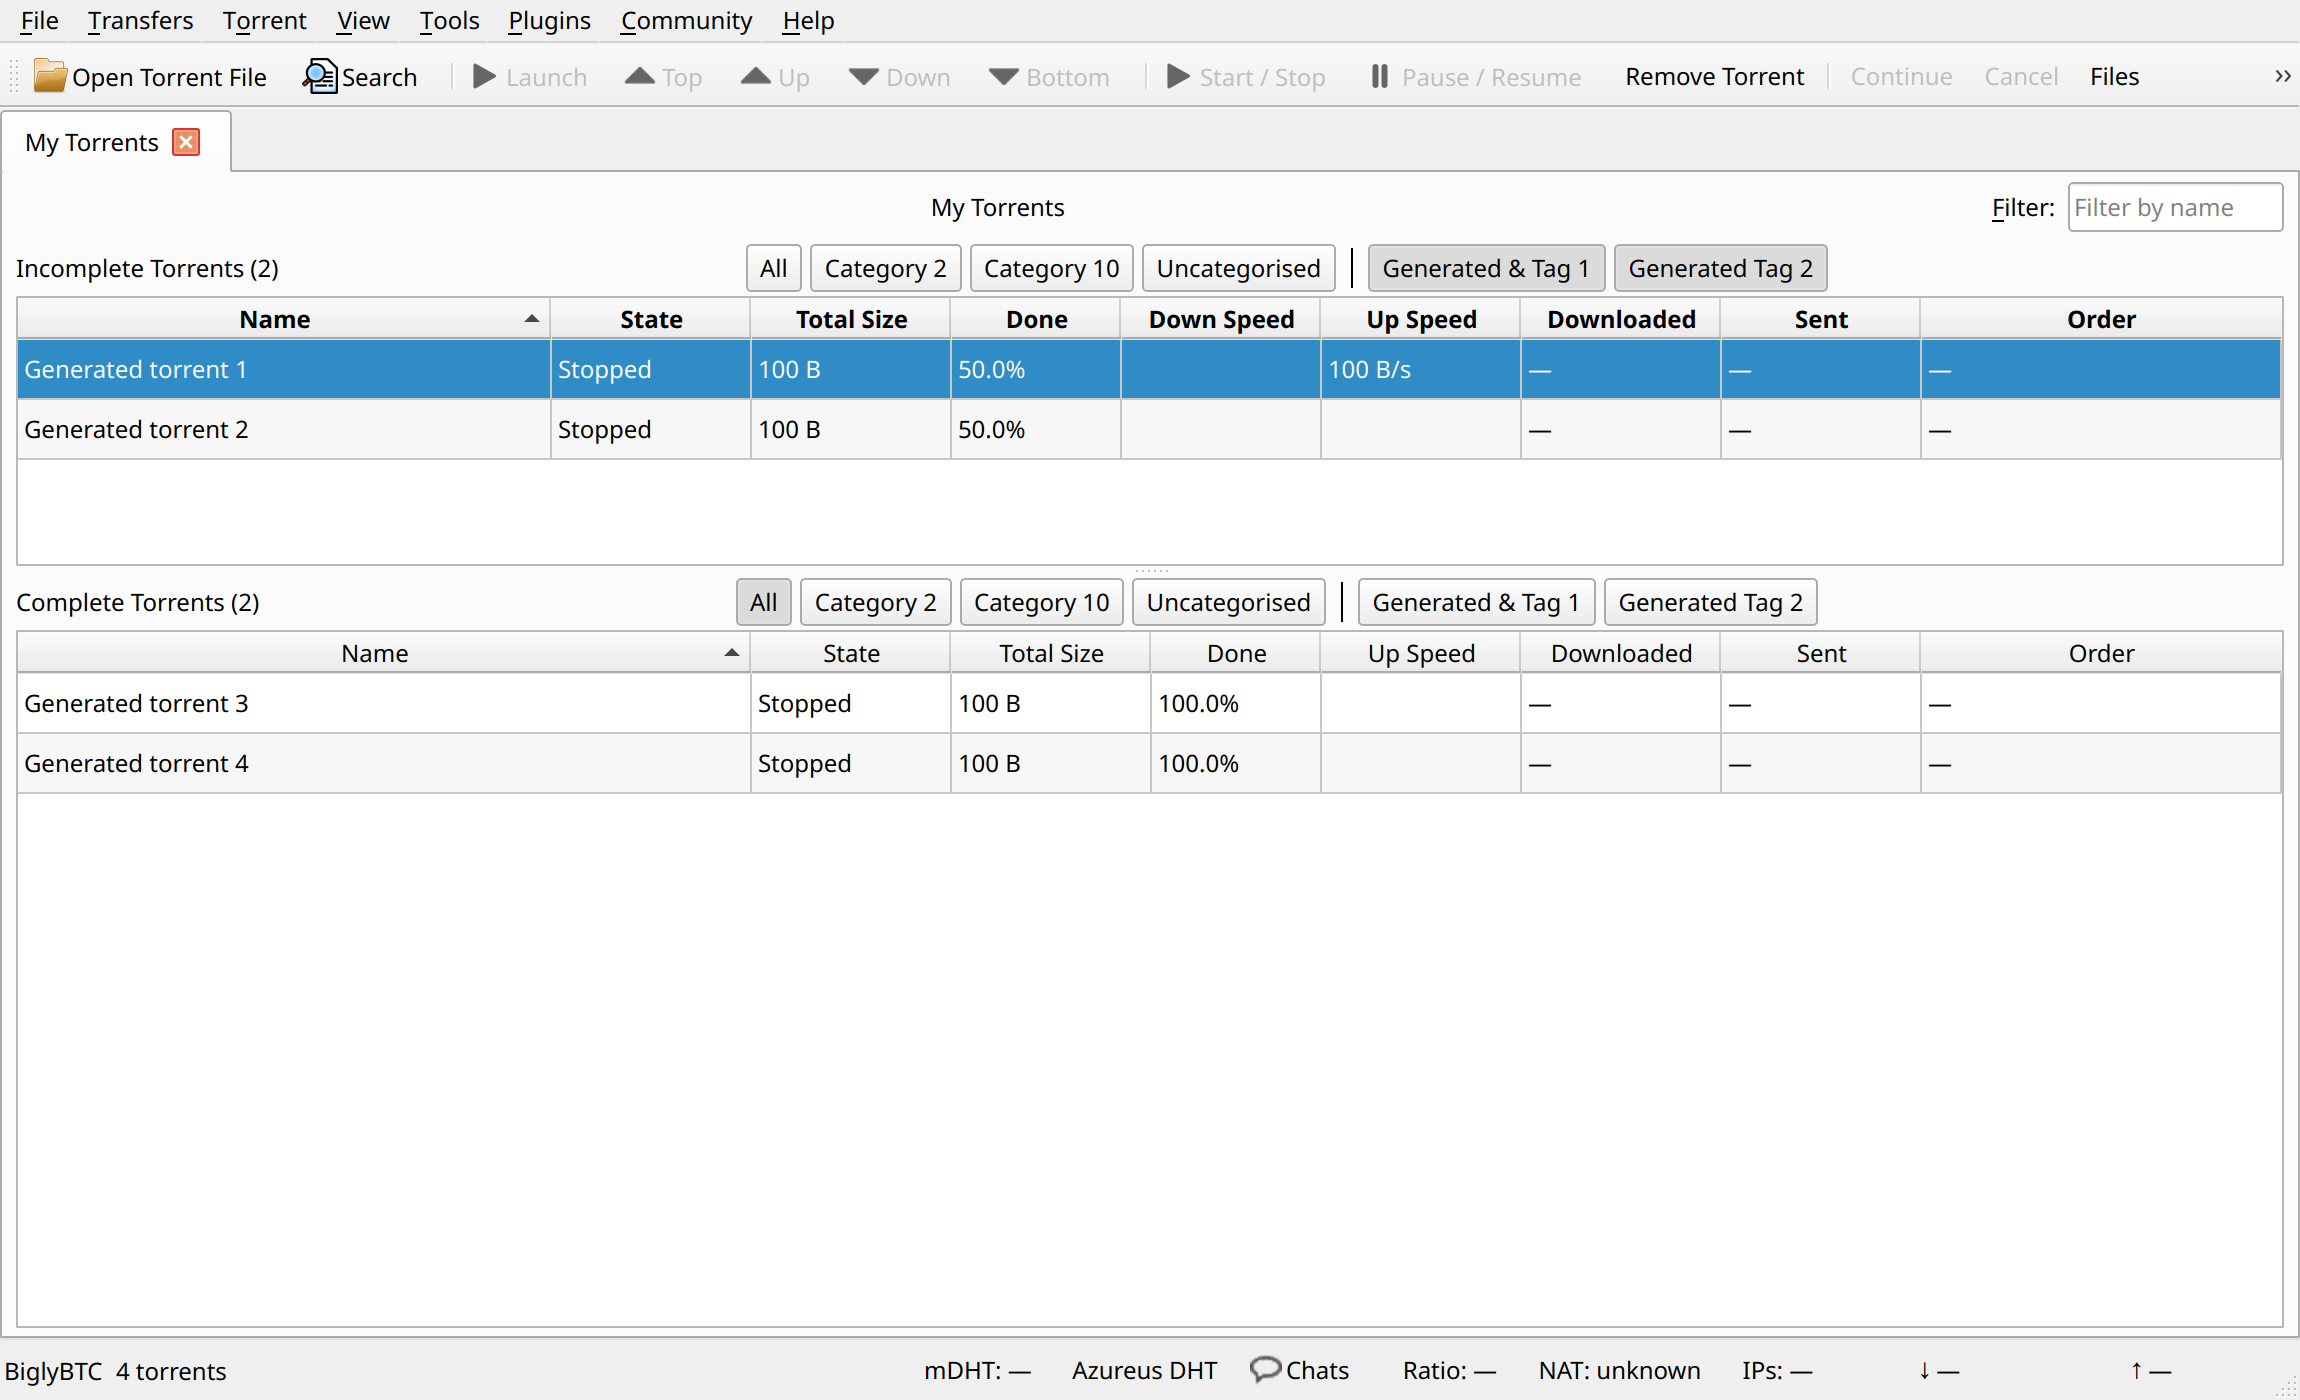 File Transfers Torrent View Tools Plugins Community Help
Open Torrent File Search Launch Top Up Down Bottom Start / Stop Pause / Resume Remove Torrent Continue Cancel Files »
My Torrents
My Torrents Filter: Filter by name
Incomplete Torrents (2) All Category 2 Category 10 Uncategorised Generated & Tag 1 Generated Tag 2
Name State Total Size Done Down Speed Up Speed Downloaded Sent Order
Generated torrent 1 Stopped 100 B 50.0% 100 B/s — — —
Generated torrent 2 Stopped 100 B 50.0% — — —
Complete Torrents (2) All Category 2 Category 10 Uncategorised Generated & Tag 1 Generated Tag 2
Name State Total Size Done Up Speed Downloaded Sent Order
Generated torrent 3 Stopped 100 B 100.0% — — —
Generated torrent 4 Stopped 100 B 100.0% — — —
BiglyBTC 4 torrents mDHT: — Azureus DHT Chats Ratio: — NAT: unknown IPs: — ↓ — ↑ —